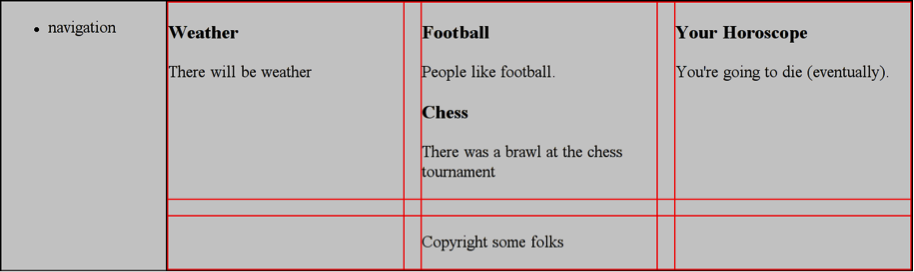 navigation
Weather
There will be weather
Football
People like football.
Chess
There was a brawl at the chess
tournament
Your Horoscope
You're going to die (eventually).
Copyright some folks